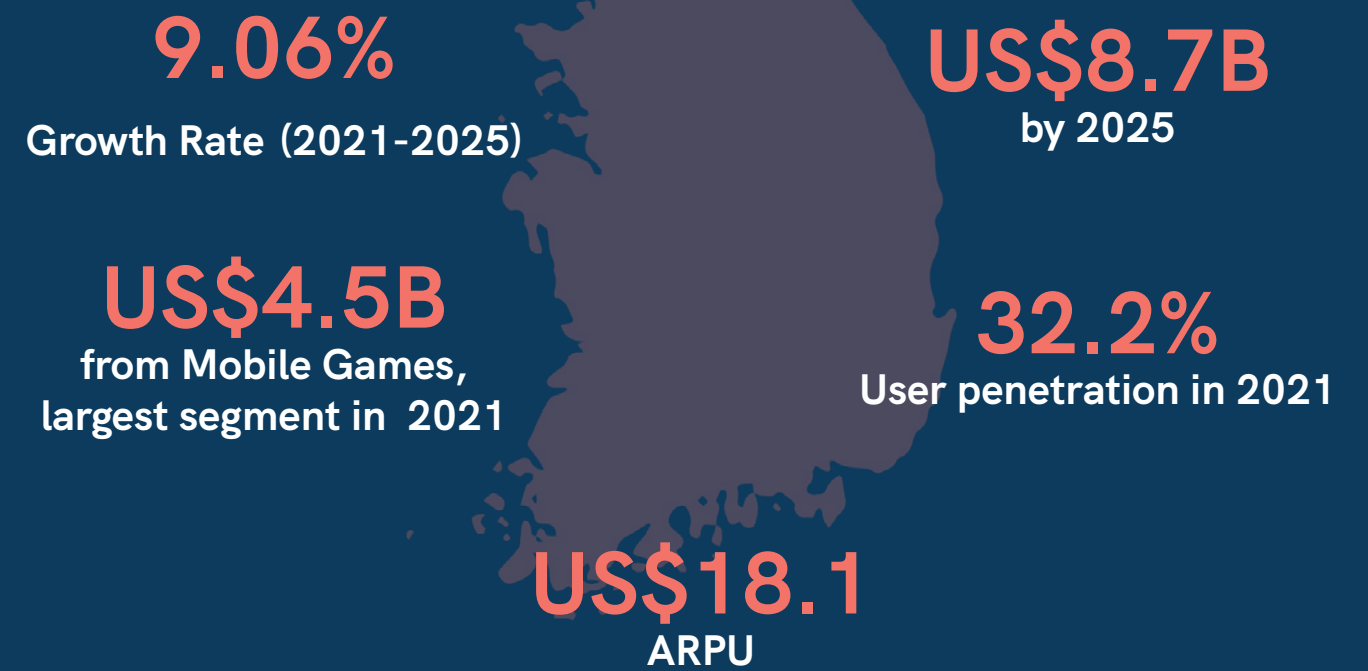 9.06%
Growth Rate (2021-2025)
US$8.7B
by 2025
US$4.5B
from Mobile Games,
largest segment in 2021
32.2%
User penetration in 2021
US$18.1
ARPU